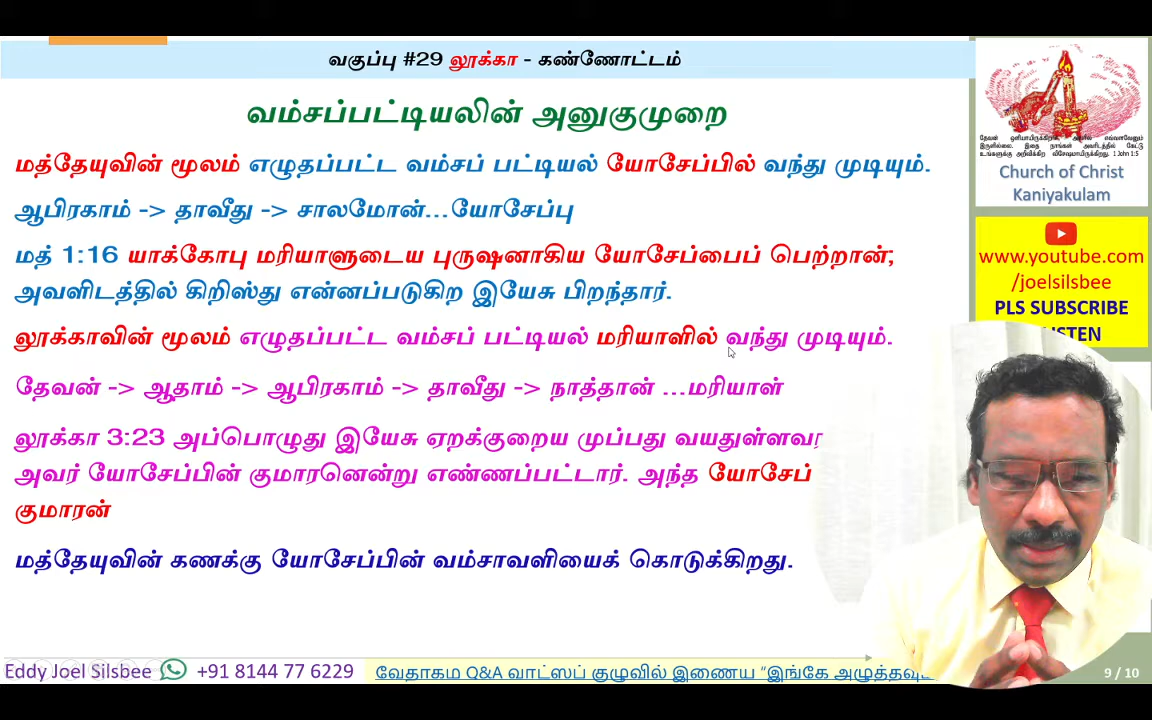 வகுப்பு #29 லூக்கா - கண்ணோட்டம்
வம்சப்பட்டியலின் அனுகுமுறை
மத்தேயுவின் மூலம் எழுதப்பட்ட வம்சப் பட்டியல் யோசேப்பில் வந்து முடியும்.
ஆபிரகாம் -> தாவீது -> சாலமோன்...யோசேப்பு
மத் 1:16 யாக்கோபு மரியாளுடைய புருஷனாகிய யோசேப்பைப் பெற்றான்;
அவளிடத்தில் கிறிஸ்து என்னப்படுகிற இயேசு பிறந்தார்.
லூக்காவின் மூலம் எழுதப்பட்ட வம்சப் பட்டியல் மரியாளில் வந்து முடியும்.
தேவன் -> ஆதாம் -> ஆபிரகாம் -> தாவீது -> நாத்தான் ...மரியாள்
லூக்கா 3:23 அப்பொழுது இயேசு ஏறக்குறைய முப்பது
அவர் யோசேப்பின் குமாரனென்று எண்ணப்பட்டார். அந்த
குமாரன்
மத்தேயுவின் கணக்கு யோசேப்பின் வம்சாவளியைக் கொடுக்கிறது.
1 John 1:5
Church of Christ
Kaniyakulam
www.youtube.com
/joelsilsbee
PLS SUBSCRIBE
Eddy Joel Silsbee +91 8144 77 6229 வேதாகம Q&A வாட்ஸப் குழுவில் இணைய “இங்கே
9 / 10